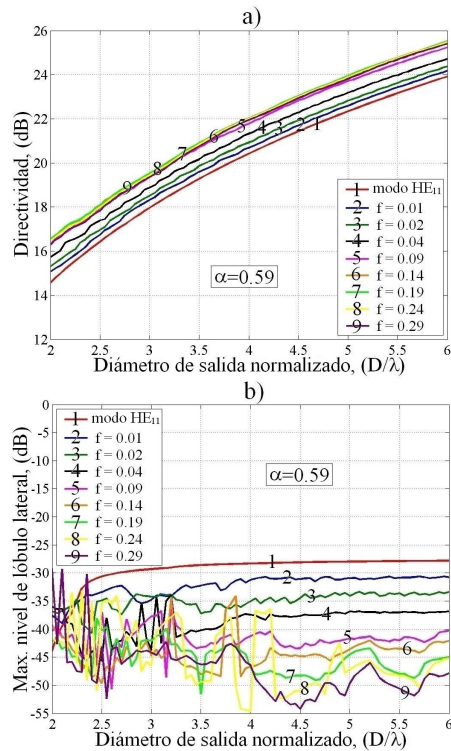 a)
Directividad, (dB)
26
24
22
20
18
16
14
12
1 modo HE₁₁
2 f = 0.01
3 f = 0.02
4 f = 0.04
5 f = 0.09
6 f = 0.14
7 f = 0.19
8 f = 0.24
9 f = 0.29
9 8 7 6 5 4 3 2 1
α=0.59
2 2.5 3 3.5 4 4.5 5 5.5 6
Diámetro de salida normalizado, (D/λ)
b)
Max. nivel de lóbulo lateral, (dB)
0
-5
-10
-15
-20
-25
-30
-35
-40
-45
-50
-55
1 modo HE₁₁
2 f = 0.01
3 f = 0.02
4 f = 0.04
5 f = 0.09
6 f = 0.14
7 f = 0.19
8 f = 0.24
9 f = 0.29
α=0.59
1
2
3
4
5
6
7
8
9
2 2.5 3 3.5 4 4.5 5 5.5 6
Diámetro de salida normalizado, (D/λ)